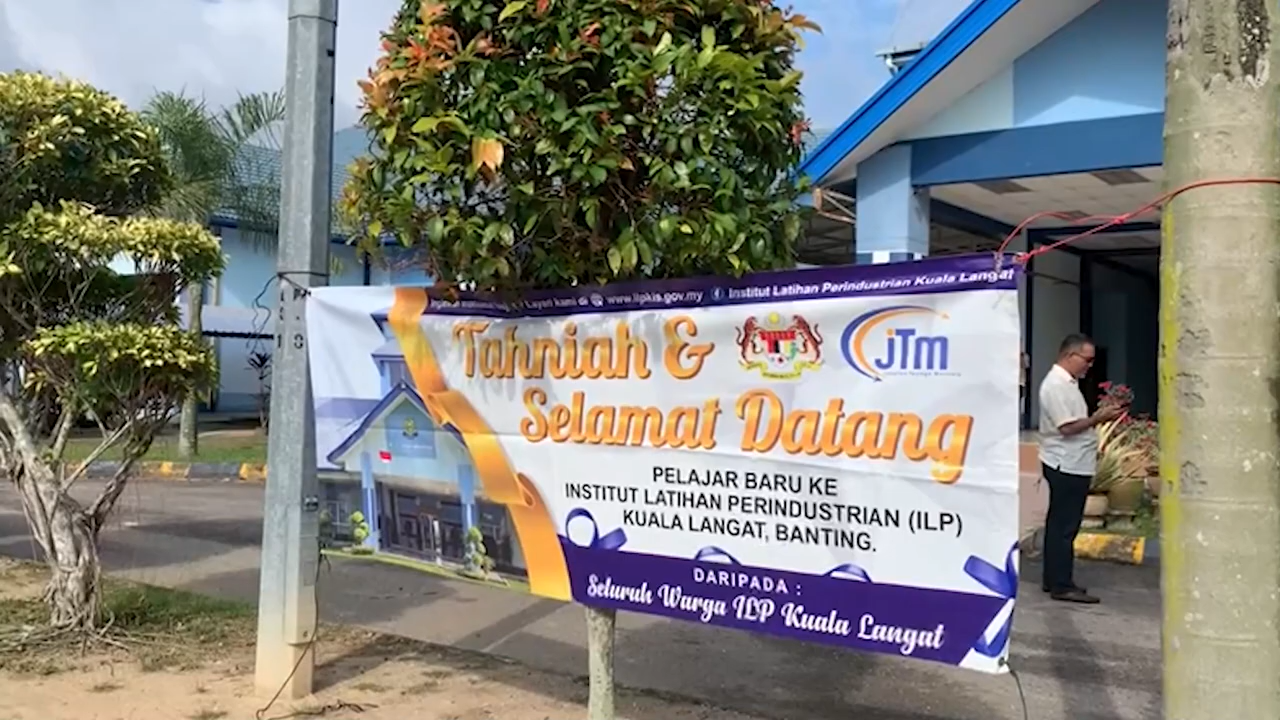 Layari kami di www.ilpkls.gov.my Institut Latihan Perindustrian Kuala Langat
Tahniah &
JTM
Selamat Datang
PELAJAR BARU KE
INSTITUT LATIHAN PERINDUSTRIAN (ILP)
KUALA LANGAT, BANTING.
DARIPADA :
Seluruh Warga ILP Kuala Langat